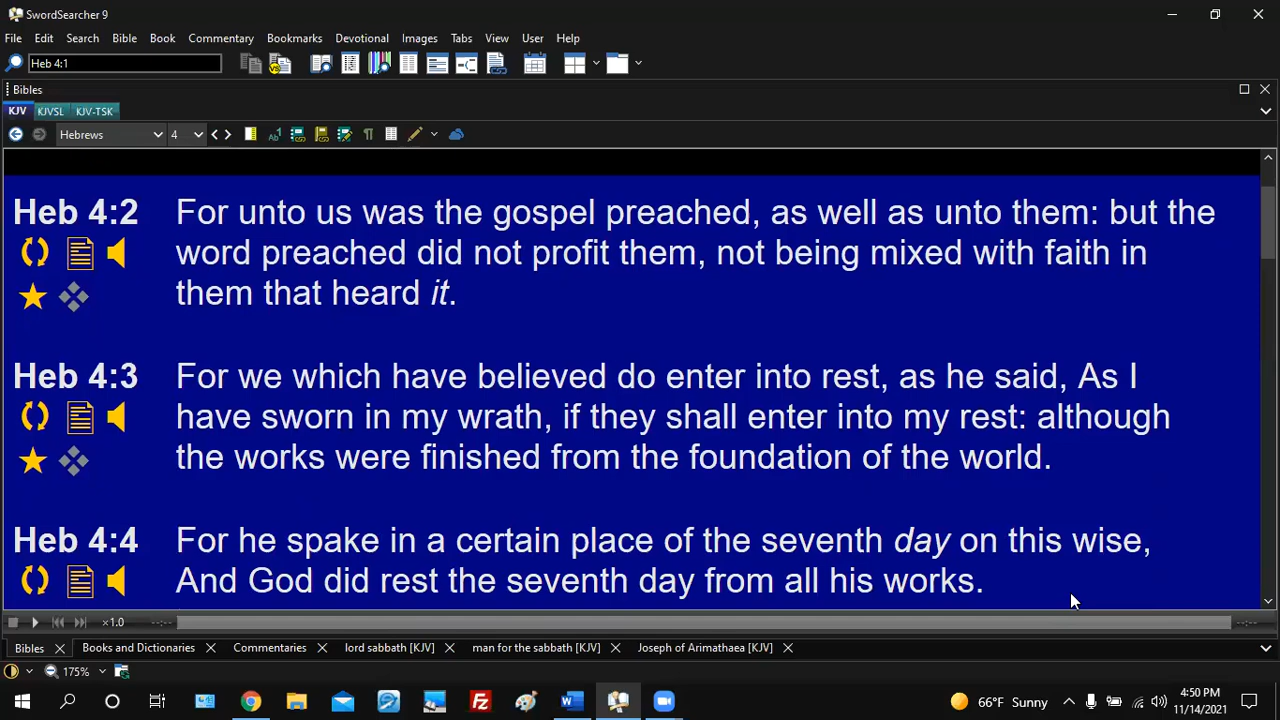 SwordSearcher 9
File Edit Search Bible Book Commentary Bookmarks Devotional Images Tabs View User Help
Heb 4:1
Bibles
KJV KJVSL KJV-TSK
Hebrews 4
Heb 4:2 For unto us was the gospel preached, as well as unto them: but the
word preached did not profit them, not being mixed with faith in
them that heard it.
Heb 4:3 For we which have believed do enter into rest, as he said, As I
have sworn in my wrath, if they shall enter into my rest: although
the works were finished from the foundation of the world.
Heb 4:4 For he spake in a certain place of the seventh day on this wise,
And God did rest the seventh day from all his works.
×1.0 --:-- --:--
Bibles Books and Dictionaries Commentaries lord sabbath [KJV] man for the sabbath [KJV] Joseph of Arimathaea [KJV]
175%
66°F Sunny 4:50 PM
11/14/2021